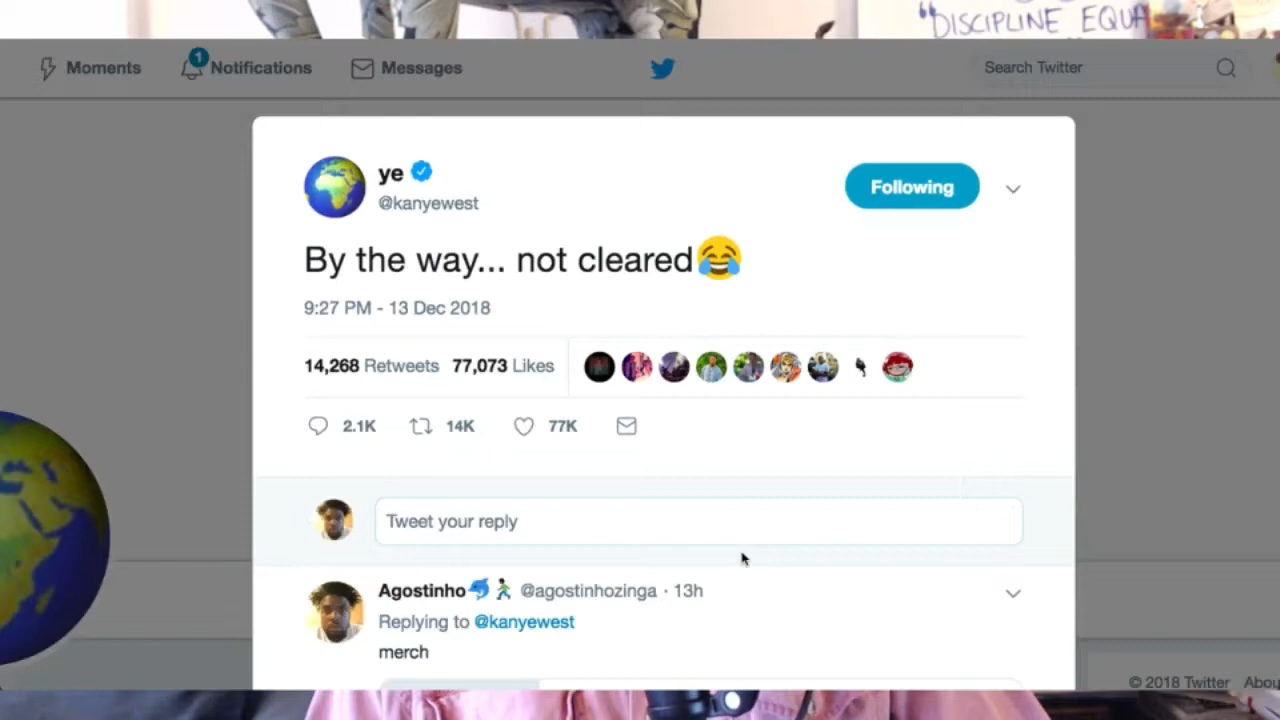 “DISCIPLINE EQUA
Moments
1
Notifications
Messages
Search Twitter
ye
@kanyewest
Following
By the way... not cleared😂
9:27 PM - 13 Dec 2018
14,268 Retweets 77,073 Likes
2.1K 14K 77K
Tweet your reply
Agostinho🐬🚶🏿‍♂️ @agostinhozinga · 13h
Replying to @kanyewest
merch
© 2018 Twitter Abou